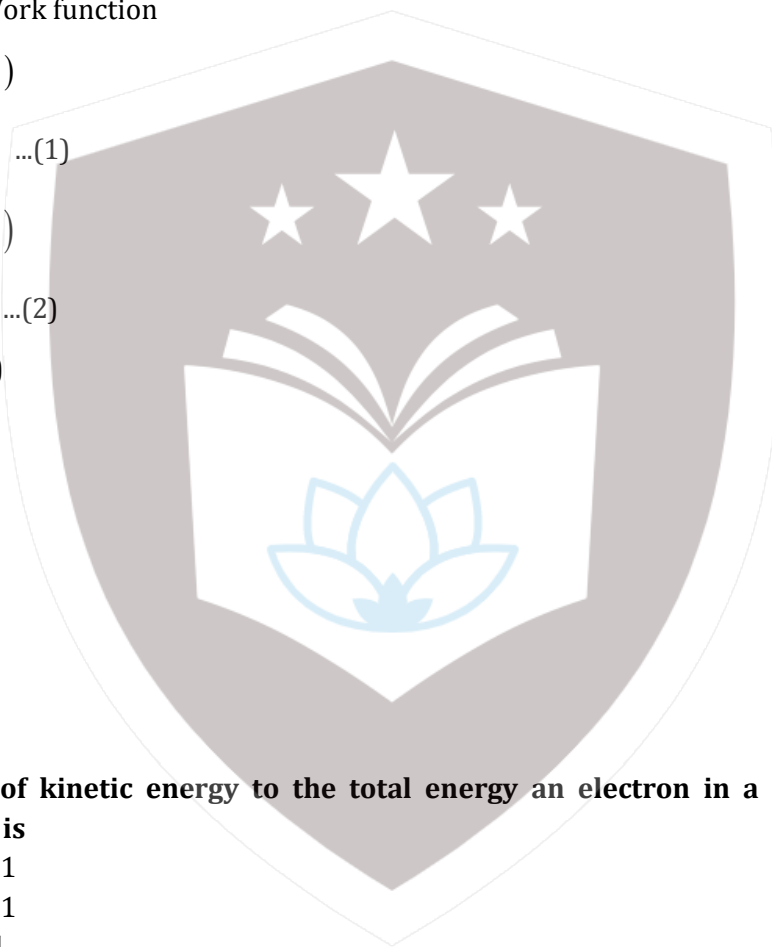 ork function
)
...(1)
)
...(2)
)
of kinetic energy to the total energy an electron in a
is
1
1